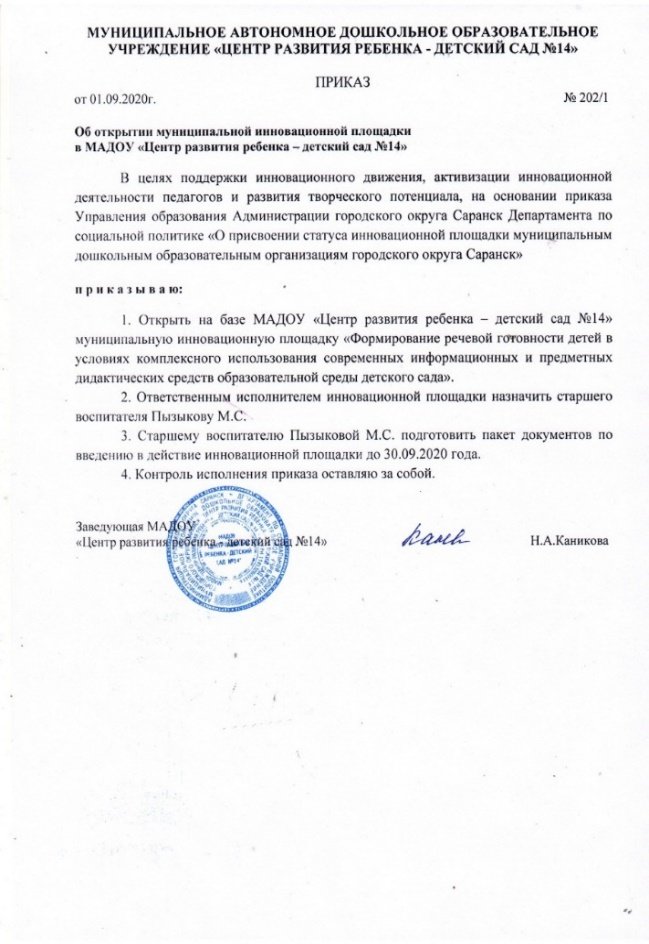 МУНИЦИПАЛЬНОЕ АВТОНОМНОЕ ДОШКОЛЬНОЕ ОБРАЗОВАТЕЛЬНОЕ
УЧРЕЖДЕНИЕ «ЦЕНТР РАЗВИТИЯ РЕБЕНКА - ДЕТСКИЙ САД №14»
ПРИКАЗ
от 01.09.2020г. № 202/1
Об открытии муниципальной инновационной площадки
в МАДОУ «Центр развития ребенка – детский сад №14»
В целях поддержки инновационного движения, активизации инновационной
деятельности педагогов и развития творческого потенциала, на основании приказа
Управления образования Администрации городского округа Саранск Департамента по
социальной политике «О присвоении статуса инновационной площадки муниципальным
дошкольным образовательным организациям городского округа Саранск»
п р и к а з ы в а ю:
1. Открыть на базе МАДОУ «Центр развития ребенка – детский сад №14»
муниципальную инновационную площадку «Формирование речевой готовности детей в
условиях комплексного использования современных информационных и предметных
дидактических средств образовательной среды детского сада».
2. Ответственным исполнителем инновационной площадки назначить старшего
воспитателя Пызыкову М.С.
3. Старшему воспитателю Пызыковой М.С. подготовить пакет документов по
введению в действие инновационной площадки до 30.09.2020 года.
4. Контроль исполнения приказа оставляю за собой.
Заведующая МАДОУ
«Центр развития ребенка - детский сад №14» Н.А.Каникова
МАДОУ
РЕБЕНКА - ДЕТСКИЙ
САД №14"